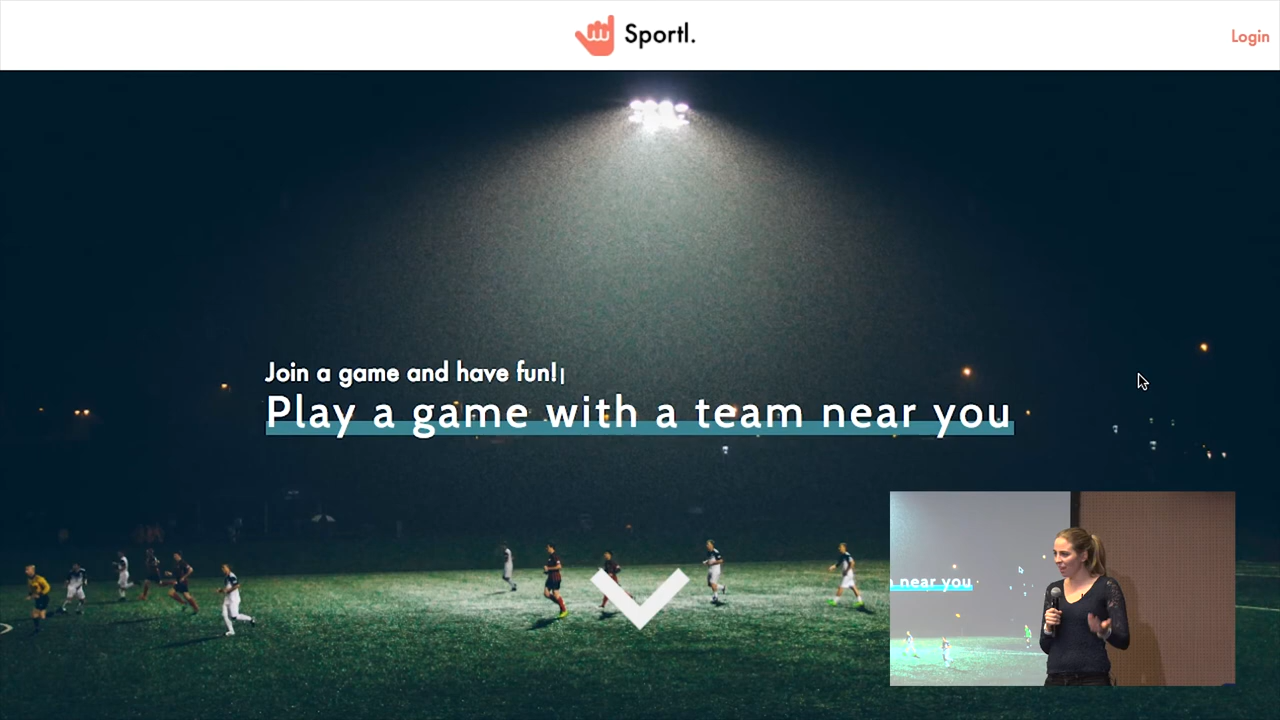 Sportl.
Login
Join a game and have fun!
Play a game with a team near you
near you